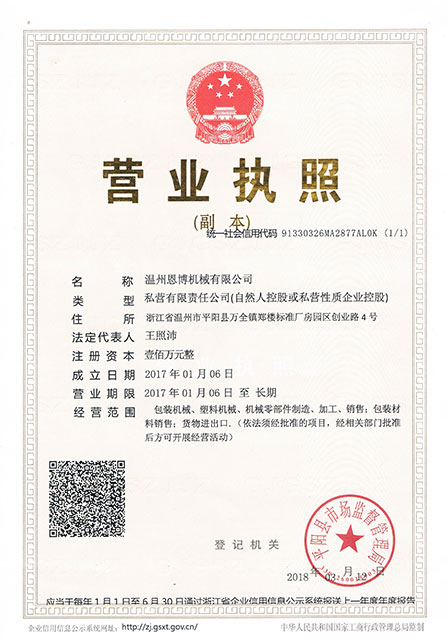 营业执照
(副 本)
统一社会信用代码 91330326MA2877AL0K (1/1)
名 称 温州恩博机械有限公司
类 型 私营有限责任公司(自然人控股或私营性质企业控股)
住 所 浙江省温州市平阳县万全镇郑楼标准厂房园区创业路4号
法定代表人 王照沛
注册资本 壹佰万元整
成立日期 2017年01月06日
营业期限 2017年01月06日 至 长期
经营范围 包装机械、塑料机械、机械零部件制造、加工、销售; 包装材
料销售; 货物进出口. (依法须经批准的项目, 经相关部门批准
后方可开展经营活动)
登记机关
平阳县市场监督管理局
2018 年 03 月 12 日
应当于每年1月1日至6月30日通过浙江省企业信用信息公示系统报送上一年度年度报告
企业信用信息公示系统网址: http://zj.gsxt.gov.cn/
中华人民共和国国家工商行政管理总局监制